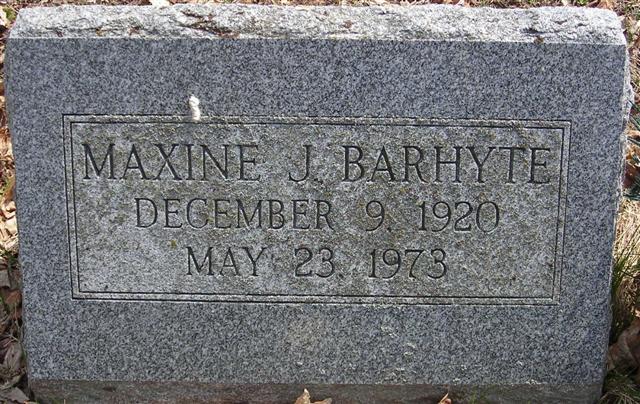 MAXINE J. BARHYTE
DECEMBER 9, 1920
MAY 23, 1973